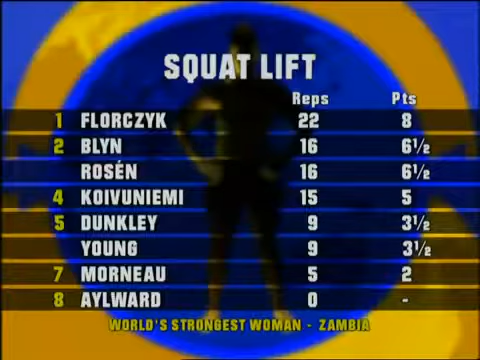 SQUAT LIFT
Reps Pts
1 FLORCZYK 22 8
2 BLYN 16 6½
ROSÉN 16 6½
4 KOIVUNIEMI 15 5
5 DUNKLEY 9 3½
YOUNG 9 3½
7 MORNEAU 5 2
8 AYLWARD 0 -
WORLD'S STRONGEST WOMAN - ZAMBIA